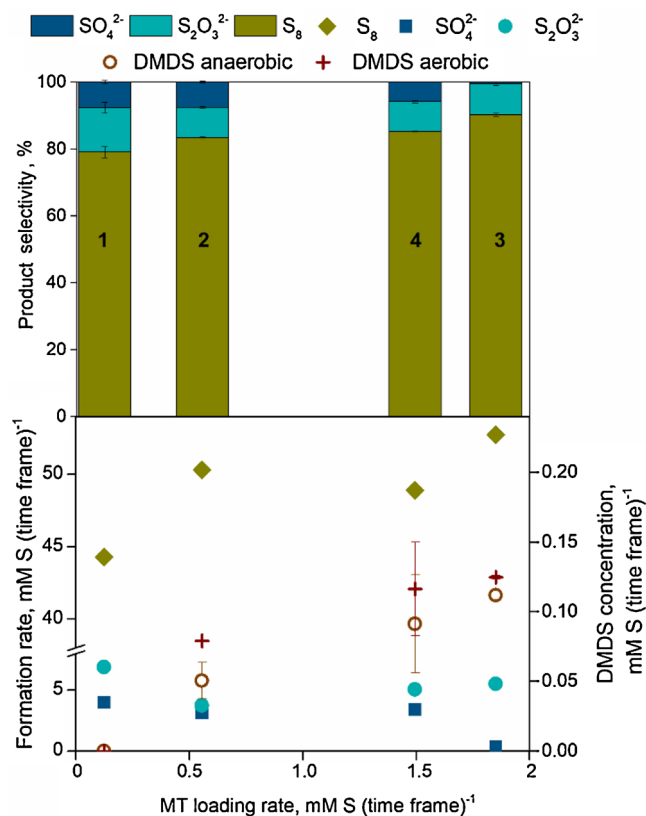 SO₄²⁻ S₂O₃²⁻ S₈ S₈ SO₄²⁻ S₂O₃²⁻
DMDS anaerobic DMDS aerobic
Product selectivity, %
100
80
60
40
20
0
1 2 4 3
Formation rate, mM S (time frame)⁻¹
50
45
40
5
0
0.20
0.15
0.10
0.05
0.00
DMDS concentration,
mM S (time frame)⁻¹
0 0.5 1.0 1.5 2
MT loading rate, mM S (time frame)⁻¹